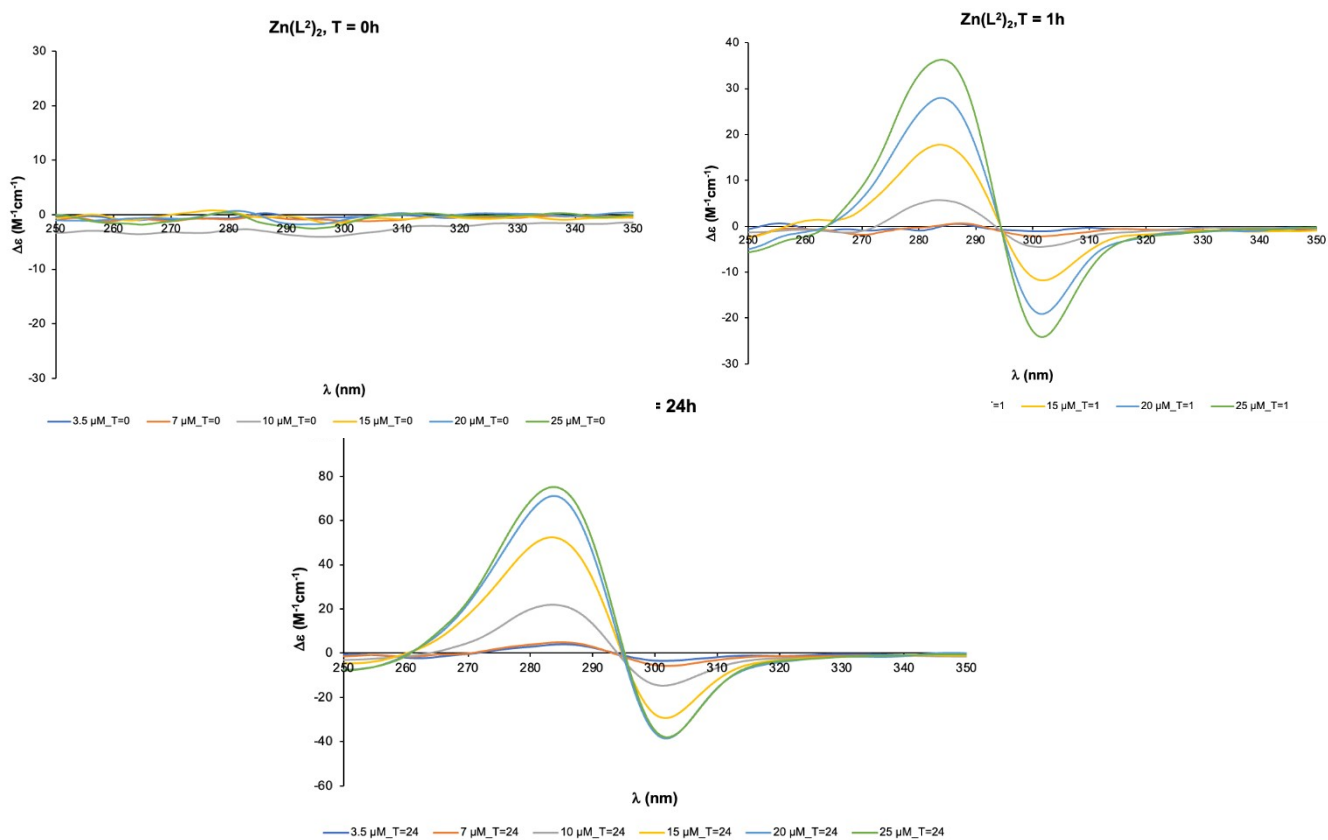 Zn(L²)₂, T = 0h
30
20
10
0
-10
-20
-30
250 260 270 280 290 300 310 320 330 340 350
Δε (M⁻¹cm⁻¹)
λ (nm)
3.5 µM_T=0 7 µM_T=0 10 µM_T=0 15 µM_T=0 20 µM_T=0 25 µM_T=0
Zn(L²)₂,T = 1h
40
30
20
10
0
-10
-20
-30
250 260 270 280 290 300 310 320 330 340 350
Δε (M⁻¹cm⁻¹)
λ (nm)
=1 15 µM_T=1 20 µM_T=1 25 µM_T=1
= 24h
80
60
40
20
0
-20
-40
-60
250 260 270 280 290 300 310 320 330 340 350
Δε (M⁻¹cm⁻¹)
λ (nm)
3.5 µM_T=24 7 µM_T=24 10 µM_T=24 15 µM_T=24 20 µM_T=24 25 µM_T=24